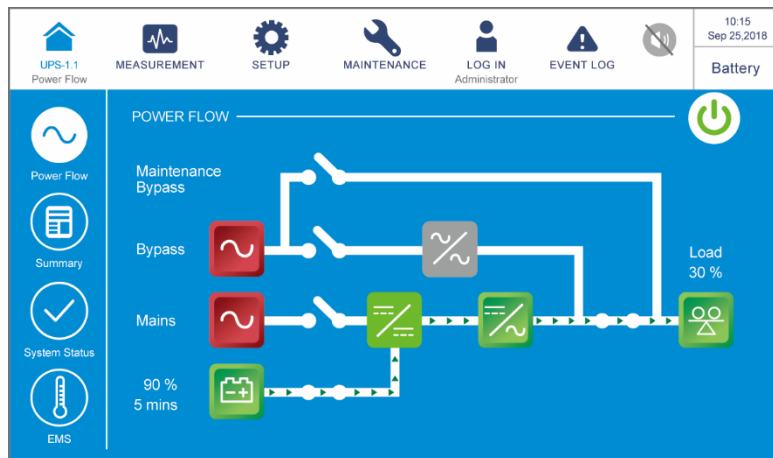 10:15
Sep 25,2018
UPS-1.1
Power Flow
MEASUREMENT
SETUP
MAINTENANCE
LOG IN
Administrator
EVENT LOG
Battery
POWER FLOW
Power Flow
Maintenance
Bypass
Bypass
Summary
Load
30 %
Mains
System Status
90 %
5 mins
EMS